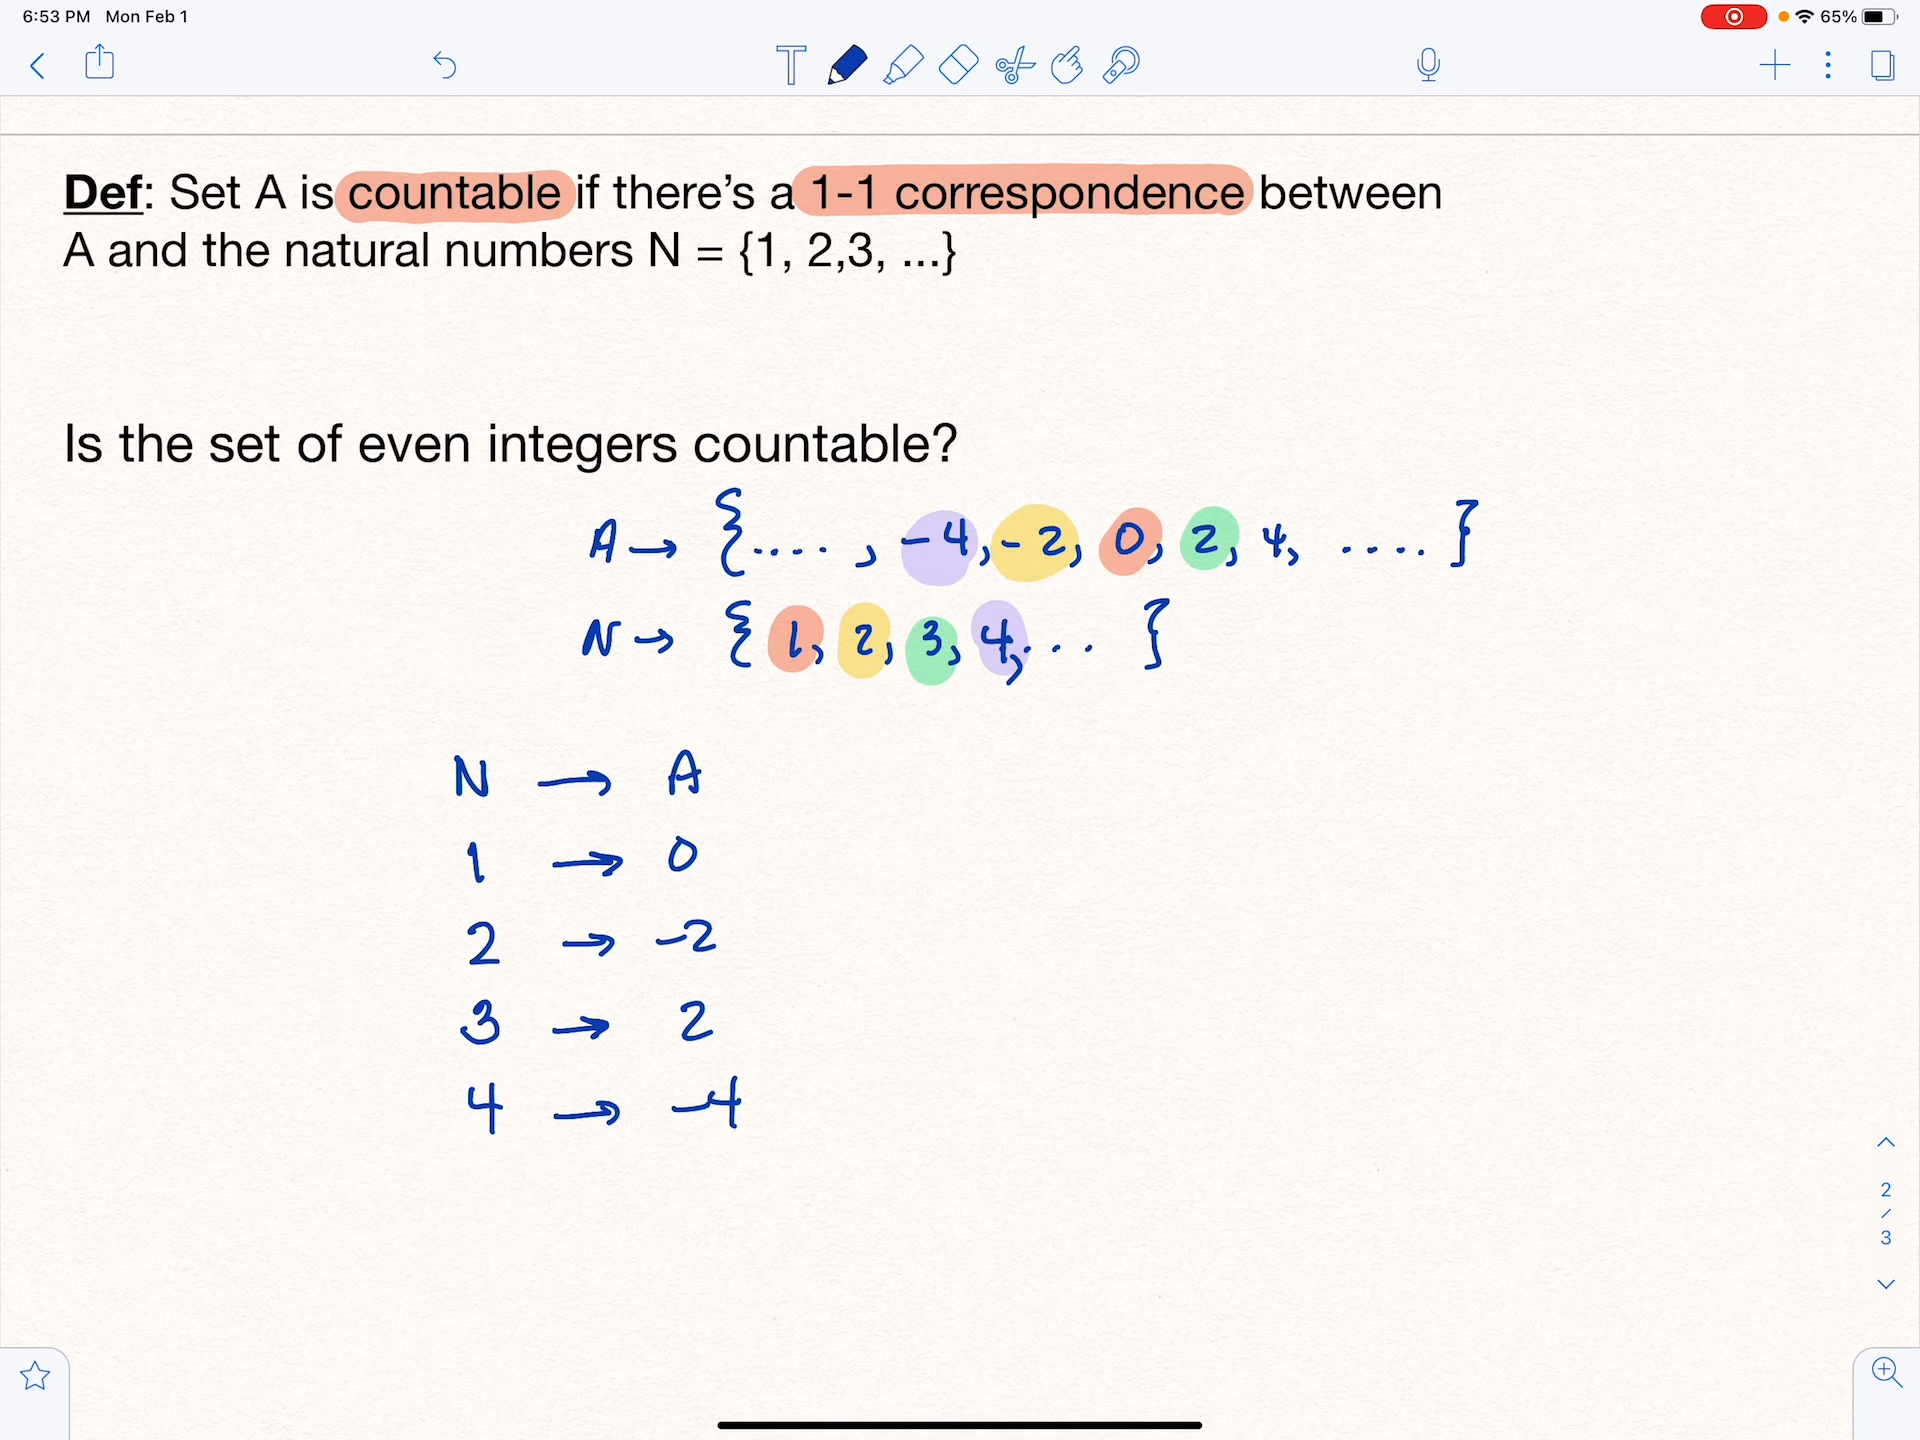 6:53 PM Mon Feb 1
65%
T
Def: Set A is countable if there’s a 1-1 correspondence between
A and the natural numbers N = {1, 2,3, ...}
Is the set of even integers countable?
A → {...., -4, -2, 0, 2, 4, ....}
N → {1, 2, 3, 4, ... }
N → A
1 → 0
2 → -2
3 → 2
4 → -4
2
/
3